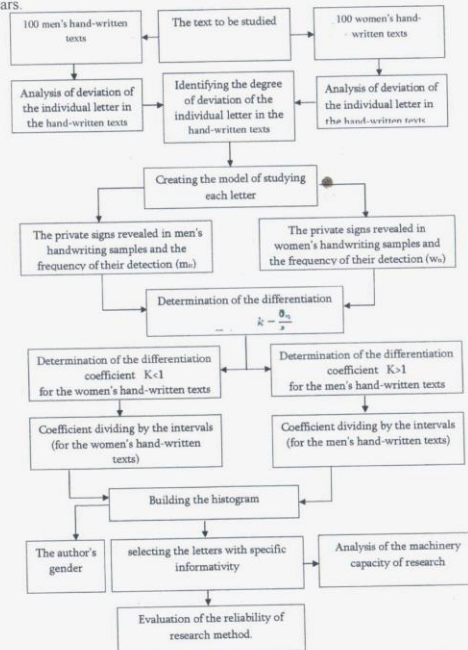 ars.
100 men's hand-written
texts
The text to be studied
100 women's hand-
written texts
Analysis of deviation of
the individual letter in
the hand-written texts
Identifying the degree
of deviation of the
individual letter in the
hand-written texts
Analysis of deviation of
the individual letter in
the hand-written texts
Creating the model of studying
each letter
The private signs revealed in men's
handwriting samples and the
frequency of their detection (mₙ)
The private signs revealed in
women's handwriting samples and
the frequency of their detection (wₙ)
Determination of the differentiation
Determination of the differentiation
coefficient K<1
for the women's hand-written texts
Determination of the differentiation
coefficient K>1
for the men's hand-written texts
Coefficient dividing by the intervals
(for the women's hand-written
texts)
Coefficient dividing by the intervals
(for the men's hand-written texts)
Building the histogram
The author's
gender
selecting the letters with specific
informativity
Analysis of the machinery
capacity of research
Evaluation of the reliability of
research method.